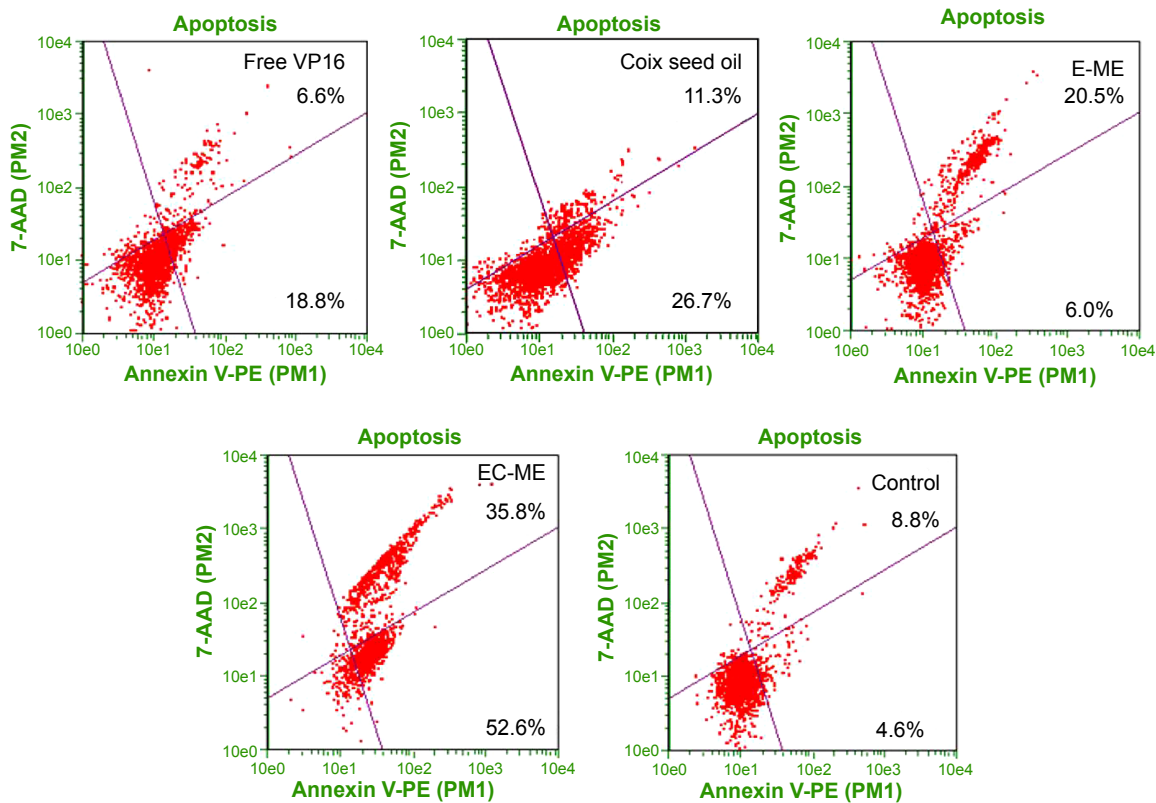 Apoptosis
Free VP16
6.6%
18.8%
10e4
10e3
10e2
10e1
10e0
7-AAD (PM2)
10e0 10e1 10e2 10e3 10e4
Annexin V-PE (PM1)
Apoptosis
Coix seed oil
11.3%
26.7%
10e4
10e3
10e2
10e1
10e0
7-AAD (PM2)
10e0 10e1 10e2 10e3 10e4
Annexin V-PE (PM1)
Apoptosis
E-ME
20.5%
6.0%
10e4
10e3
10e2
10e1
10e0
7-AAD (PM2)
10e0 10e1 10e2 10e3 10e4
Annexin V-PE (PM1)
Apoptosis
EC-ME
35.8%
52.6%
10e4
10e3
10e2
10e1
10e0
7-AAD (PM2)
10e0 10e1 10e2 10e3 10e4
Annexin V-PE (PM1)
Apoptosis
Control
8.8%
4.6%
10e4
10e3
10e2
10e1
10e0
7-AAD (PM2)
10e0 10e1 10e2 10e3 10e4
Annexin V-PE (PM1)